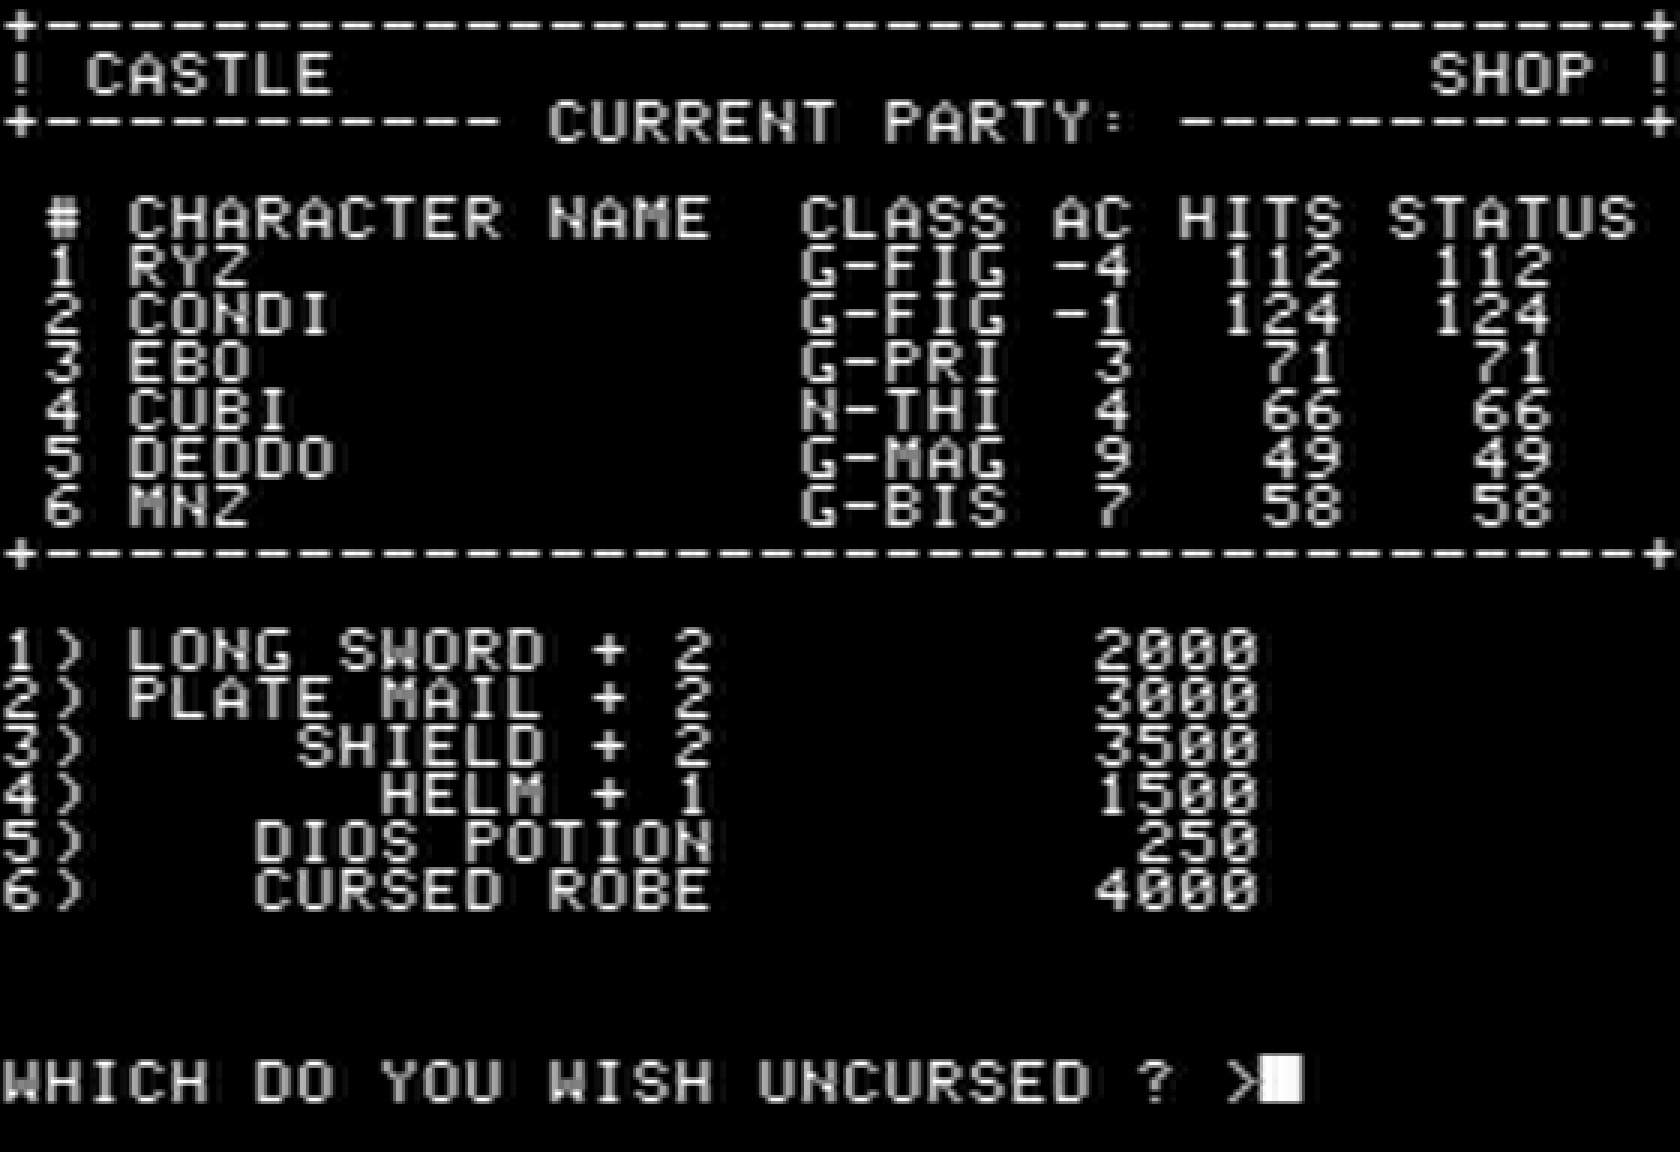 +---------------------------------------+
! CASTLE                          SHOP !
+----------- CURRENT PARTY: ------------+
# CHARACTER NAME  CLASS AC HITS STATUS
1 RYZ             G-FIG -4  112  112
2 CONDI           G-FIG -1  124  124
3 EBO             G-PRI  3   71   71
4 CUBI            N-THI  4   66   66
5 DEDDO           G-MAG  9   49   49
6 MNZ             G-BIS  7   58   58
+---------------------------------------+
1) LONG SWORD + 2         2000
2) PLATE MAIL + 2         3000
3)     SHIELD + 2         3500
4)       HELM + 1         1500
5)    DIOS POTION          250
6)    CURSED ROBE         4000
WHICH DO YOU WISH UNCURSED ? >